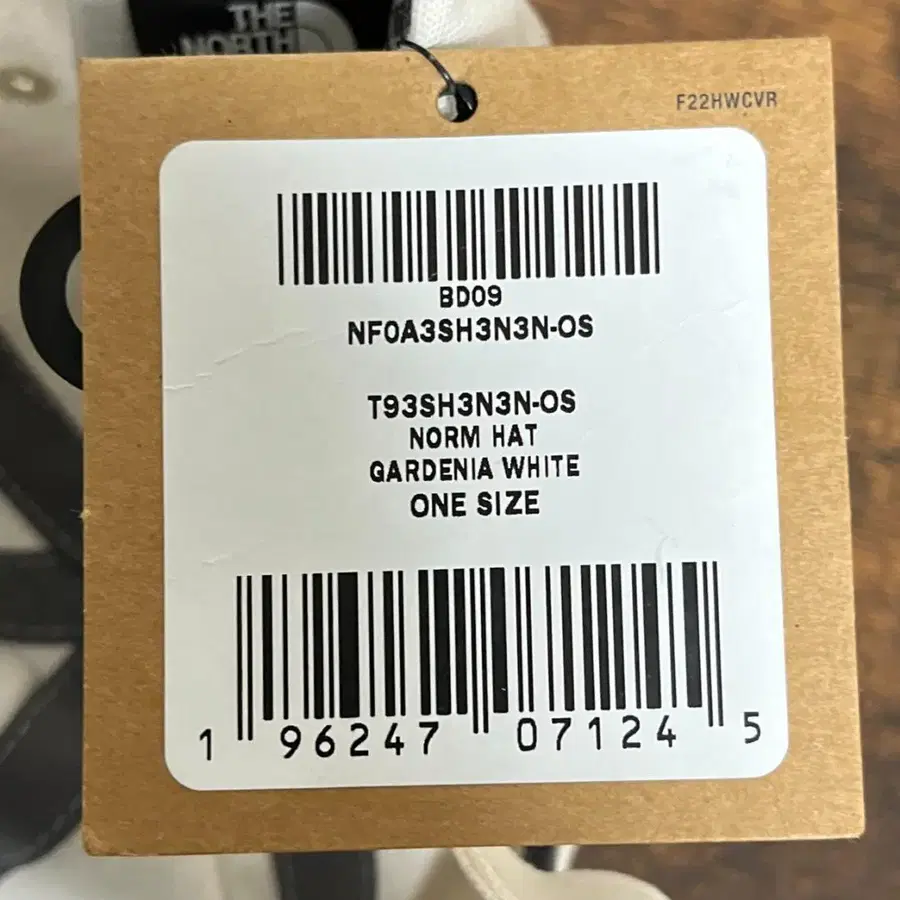 THE
NORTH
F22HWCVR
BD09
NF0A3SH3N3N-OS
T93SH3N3N-OS
NORM HAT
GARDENIA WHITE
ONE SIZE
1 96247 07124 5